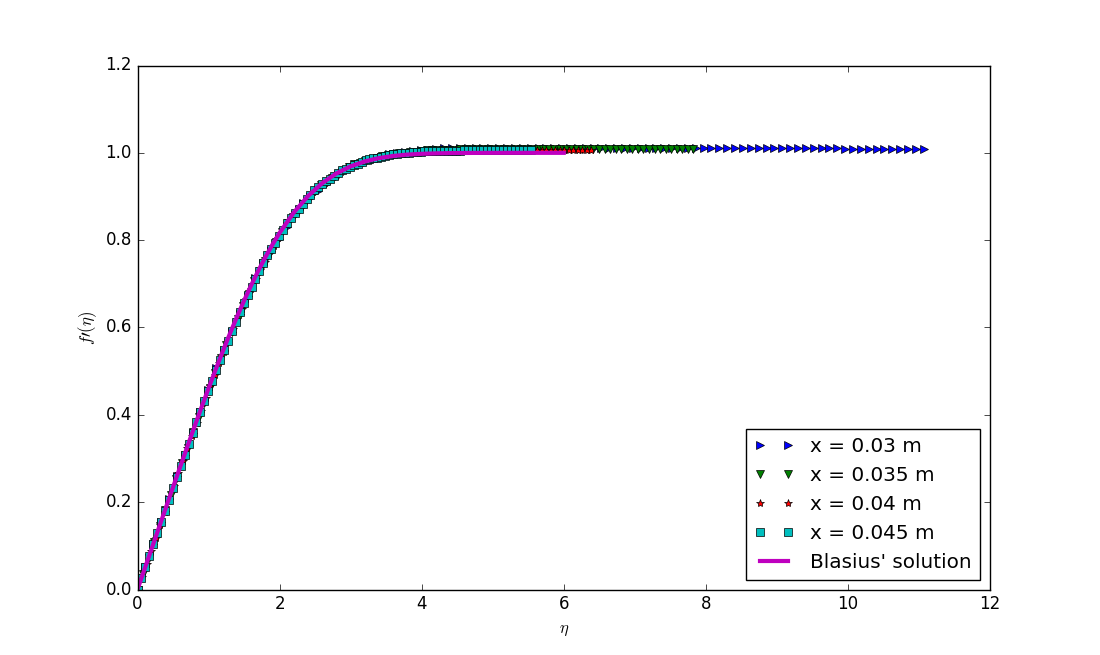 1.2
1.0
0.8
0.6
0.4
0.2
0.0
f′(η)
0 2 4 6 8 10 12
η
x = 0.03 m
x = 0.035 m
x = 0.04 m
x = 0.045 m
Blasius' solution